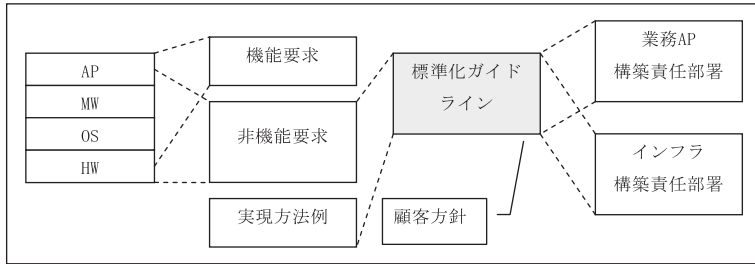 AP
MW
OS
HW
機能要求
非機能要求
実現方法例
標準化ガイド
ライン
顧客方針
業務AP
構築責任部署
インフラ
構築責任部署